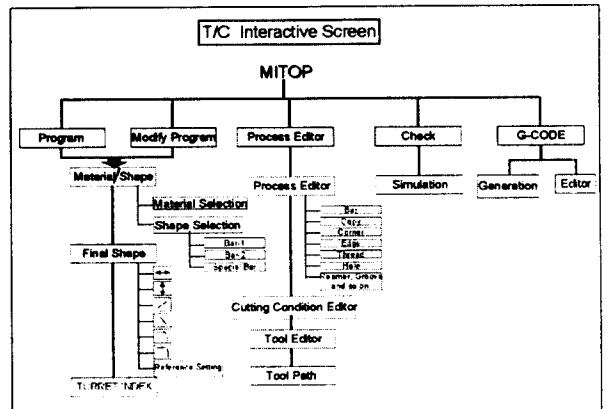 T/C Interactive Screen
MITOP
Program
Modify Program
Process Editor
Check
G-CODE
Material/Shape
Process Editor
Simulation
Generation
Editor
Material Selection
Shape Selection
Bar-1
Bar-2
Special Bar
Final Shape
Bar
Copy
Corner
Edge
Thread
Hole
Reamer, Groove
and so on
Cutting Condition Editor
Tool Editor
Reference Setting
Tool Path
TURRET INDEX